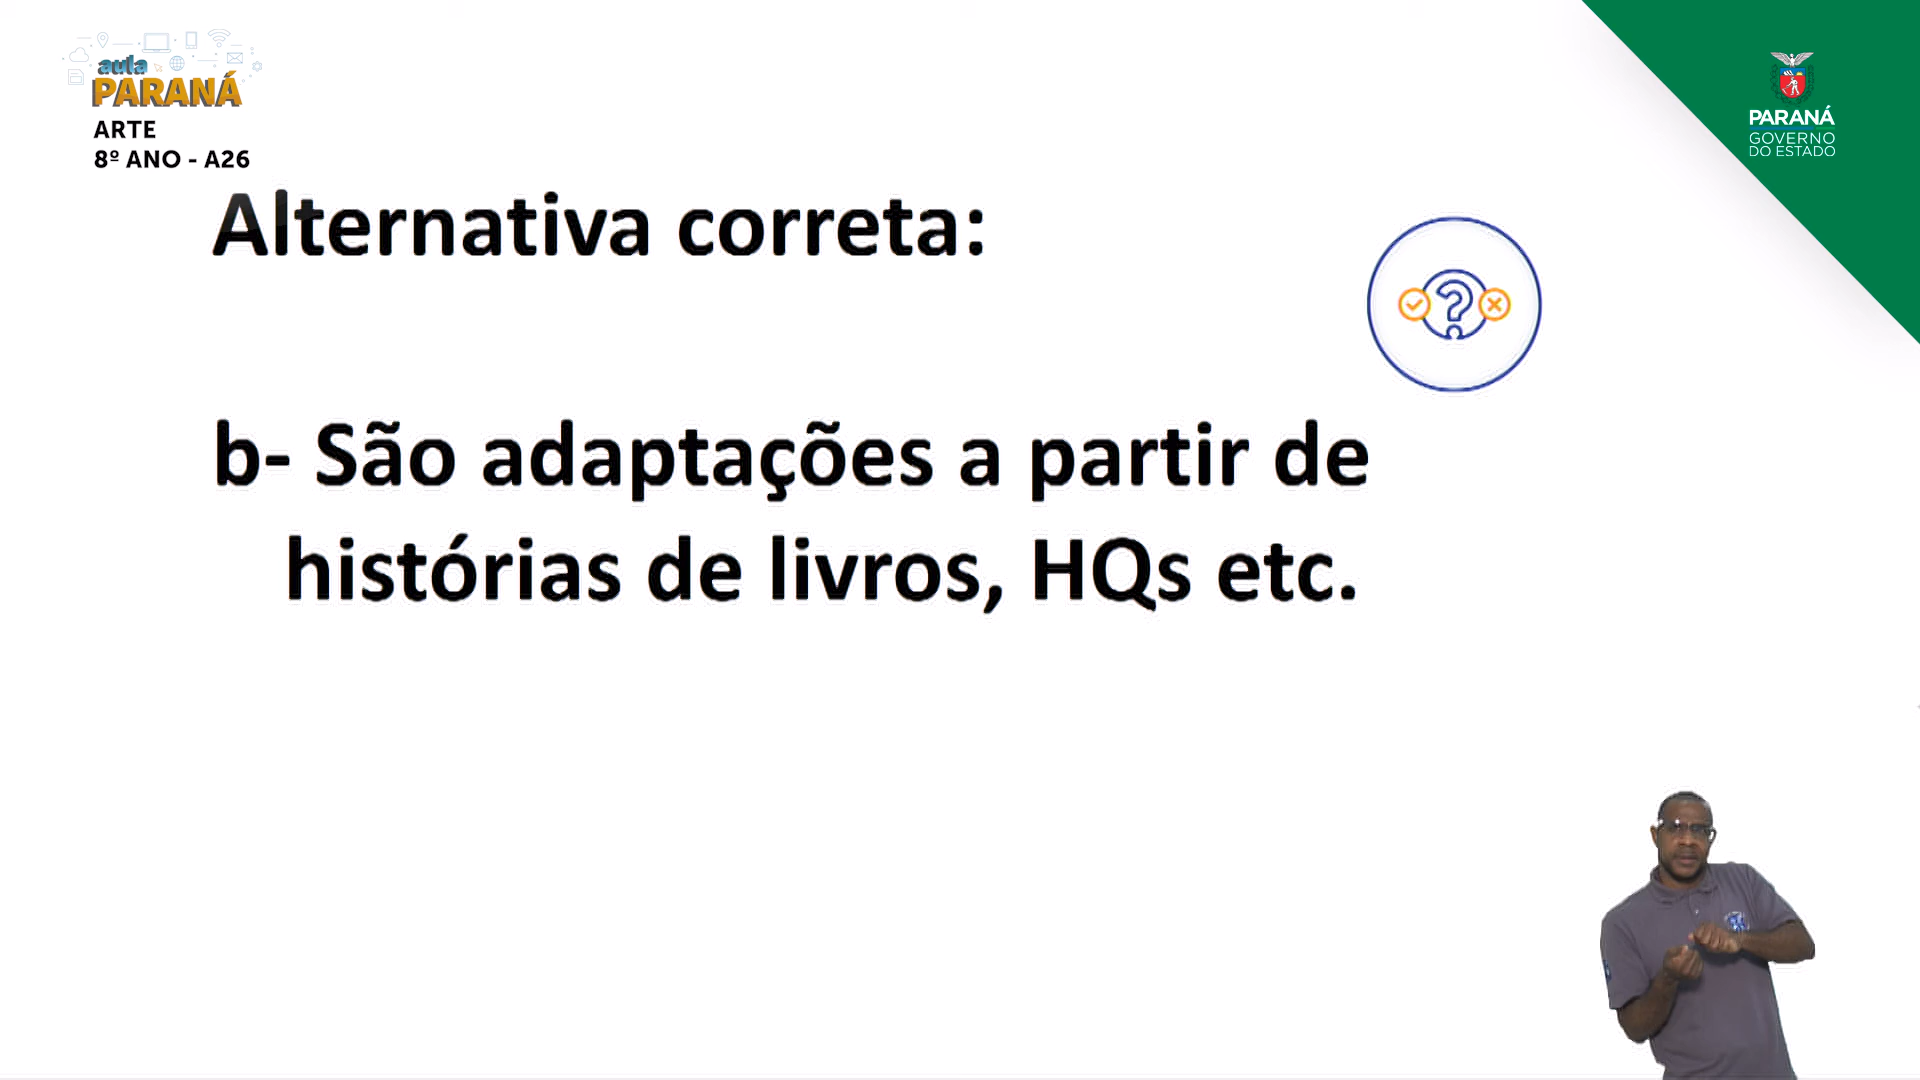 aula
PARANÁ
ARTE
8º ANO - A26
PARANÁ
GOVERNO
DO ESTADO
Alternativa correta:
b- São adaptações a partir de
histórias de livros, HQs etc.